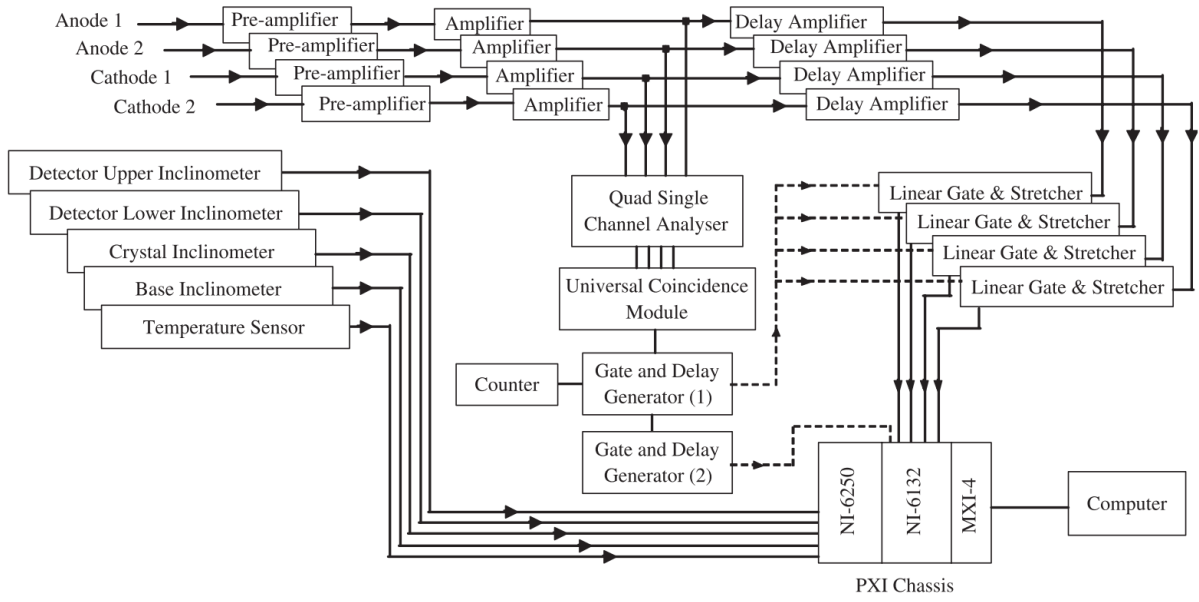 Anode 1
Pre-amplifier
Amplifier
Delay Amplifier
Anode 2
Pre-amplifier
Amplifier
Delay Amplifier
Cathode 1
Pre-amplifier
Amplifier
Delay Amplifier
Cathode 2
Pre-amplifier
Amplifier
Delay Amplifier
Detector Upper Inclinometer
Detector Lower Inclinometer
Crystal Inclinometer
Base Inclinometer
Temperature Sensor
Quad Single
Channel Analyser
Universal Coincidence
Module
Counter
Gate and Delay
Generator (1)
Gate and Delay
Generator (2)
Linear Gate & Stretcher
Linear Gate & Stretcher
Linear Gate & Stretcher
Linear Gate & Stretcher
NI-6250
NI-6132
MXI-4
Computer
PXI Chassis